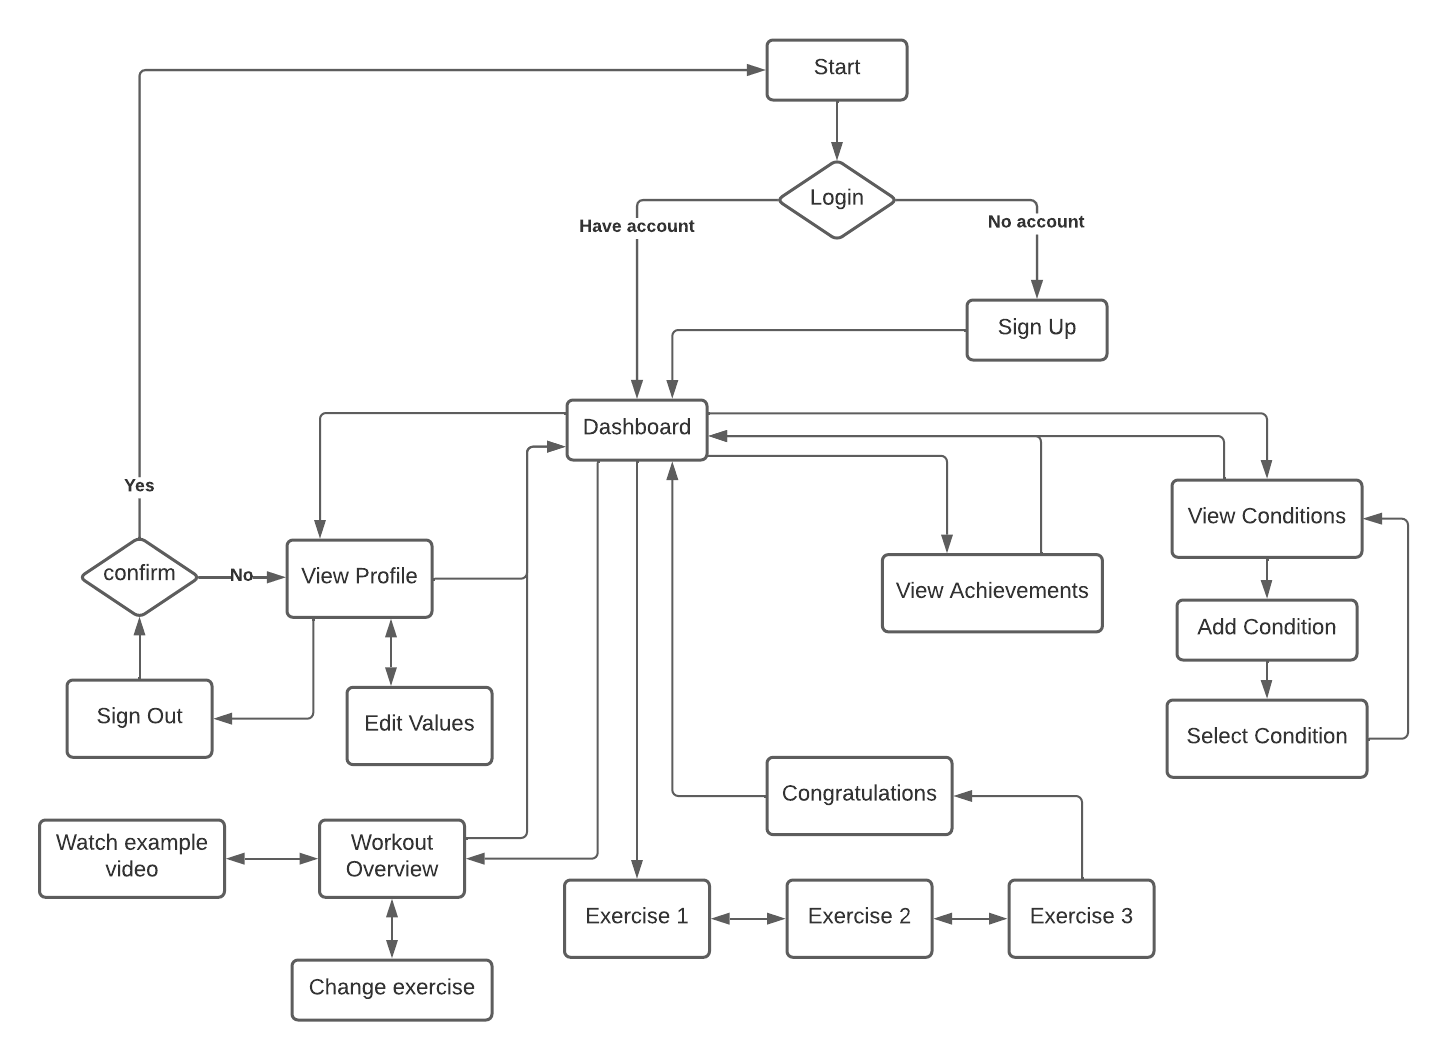 Start
Login
Have account
No account
Sign Up
Dashboard
Yes
View Conditions
confirm
No
View Profile
View Achievements
Add Condition
Sign Out
Edit Values
Select Condition
Congratulations
Watch example
video
Workout
Overview
Exercise 1
Exercise 2
Exercise 3
Change exercise